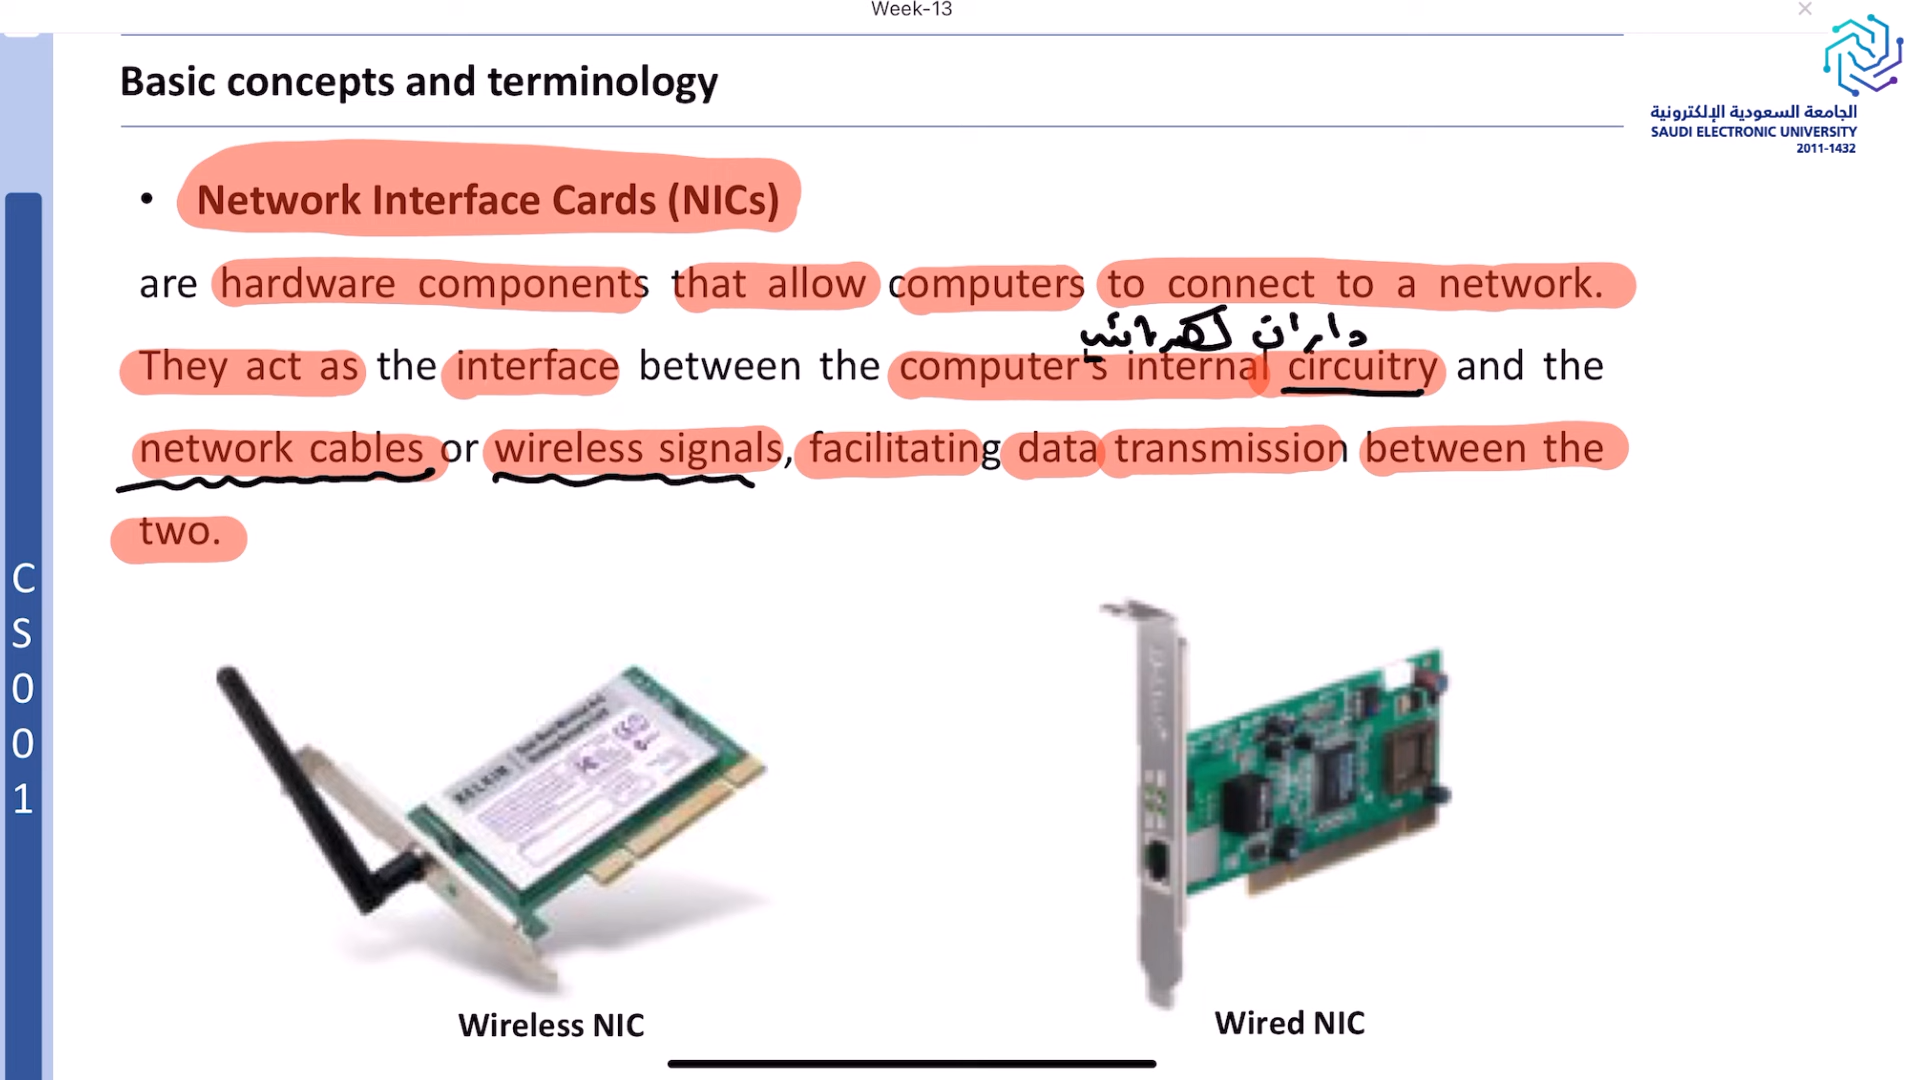 Week-13
Basic concepts and terminology
الجامعة السعودية الإلكترونية
SAUDI ELECTRONIC UNIVERSITY
2011-1432
• Network Interface Cards (NICs)
are hardware components that allow computers to connect to a network.
They act as the interface between the computer's internal circuitry and the
network cables or wireless signals, facilitating data transmission between the
two.
CS001
BELKIN
Wireless NIC
Wired NIC